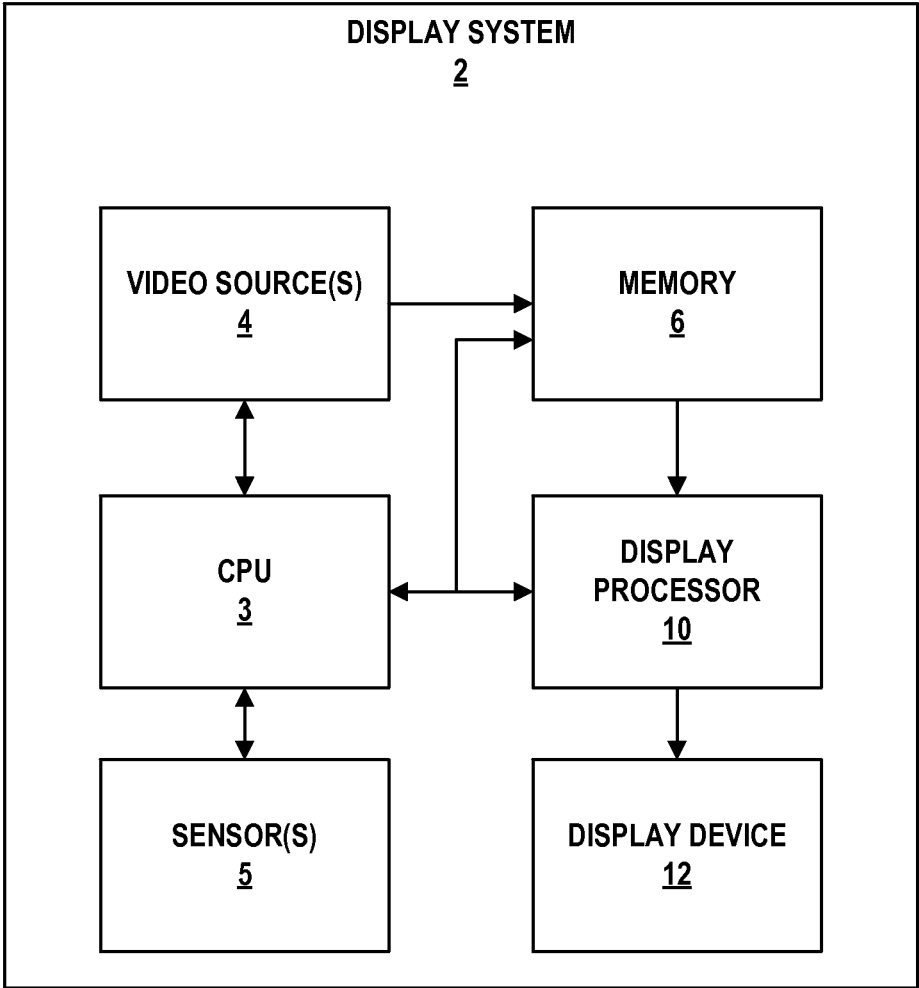 DISPLAY SYSTEM
2
VIDEO SOURCE(S)
4
MEMORY
6
CPU
3
DISPLAY
PROCESSOR
10
SENSOR(S)
5
DISPLAY DEVICE
12